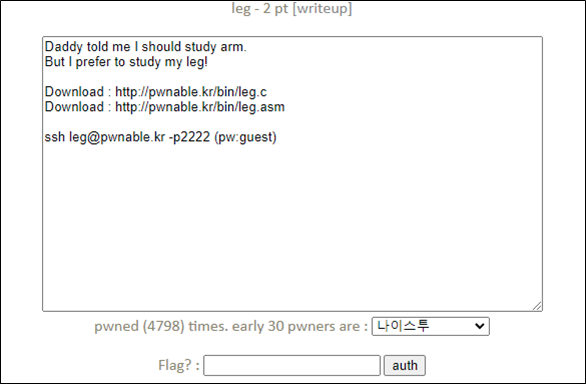 leg - 2 pt [writeup]
Daddy told me I should study arm.
But I prefer to study my leg!
Download : http://pwnable.kr/bin/leg.c
Download : http://pwnable.kr/bin/leg.asm
ssh leg@pwnable.kr -p2222 (pw:guest)
pwned (4798) times. early 30 pwners are : 나이스투
Flag? : auth